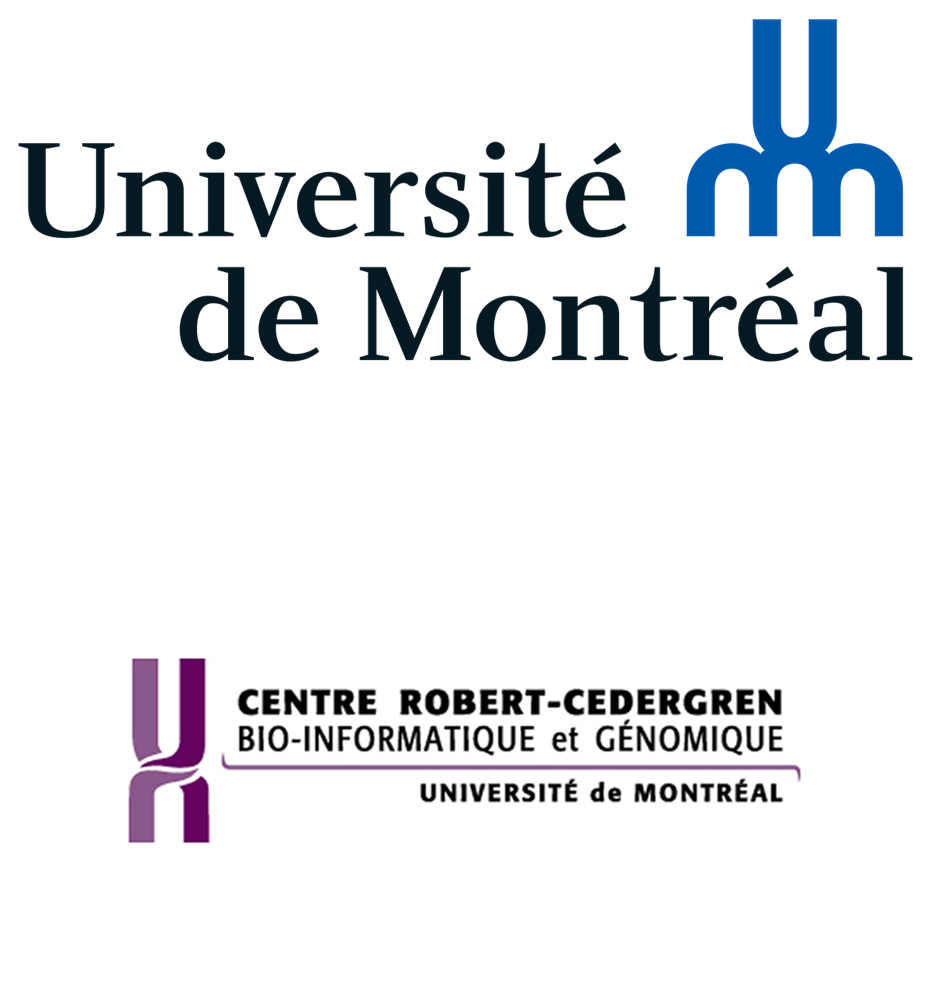 Université
de Montréal
CENTRE ROBERT-CEDERGREN
BIO-INFORMATIQUE et GÉNOMIQUE
UNIVERSITÉ de MONTRÉAL